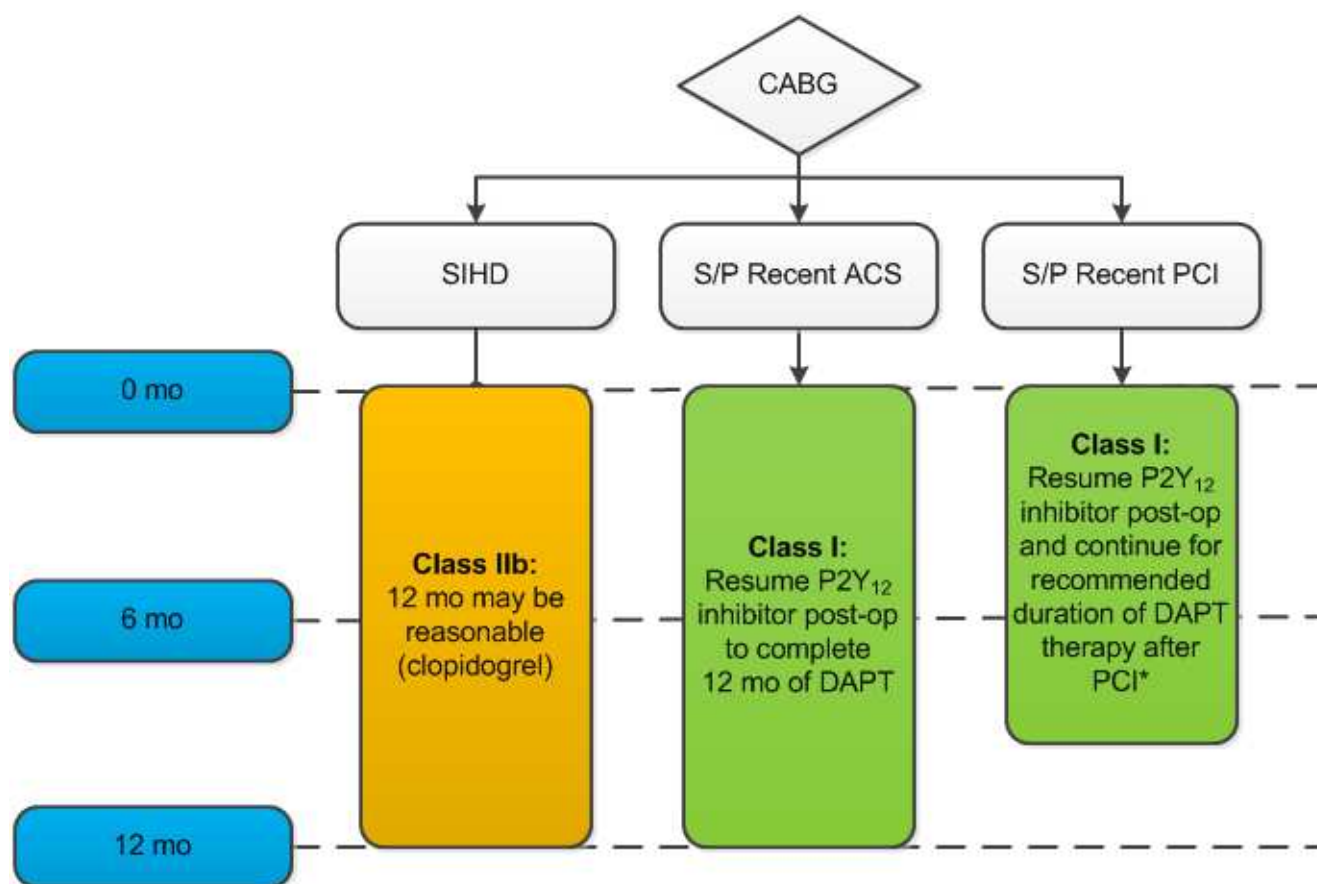 CABG
SIHD
S/P Recent ACS
S/P Recent PCI
0 mo
6 mo
12 mo
Class IIb:
12 mo may be
reasonable
(clopidogrel)
Class I:
Resume P2Y₁₂
inhibitor post-op
to complete
12 mo of DAPT
Class I:
Resume P2Y₁₂
inhibitor post-op
and continue for
recommended
duration of DAPT
therapy after
PCI*